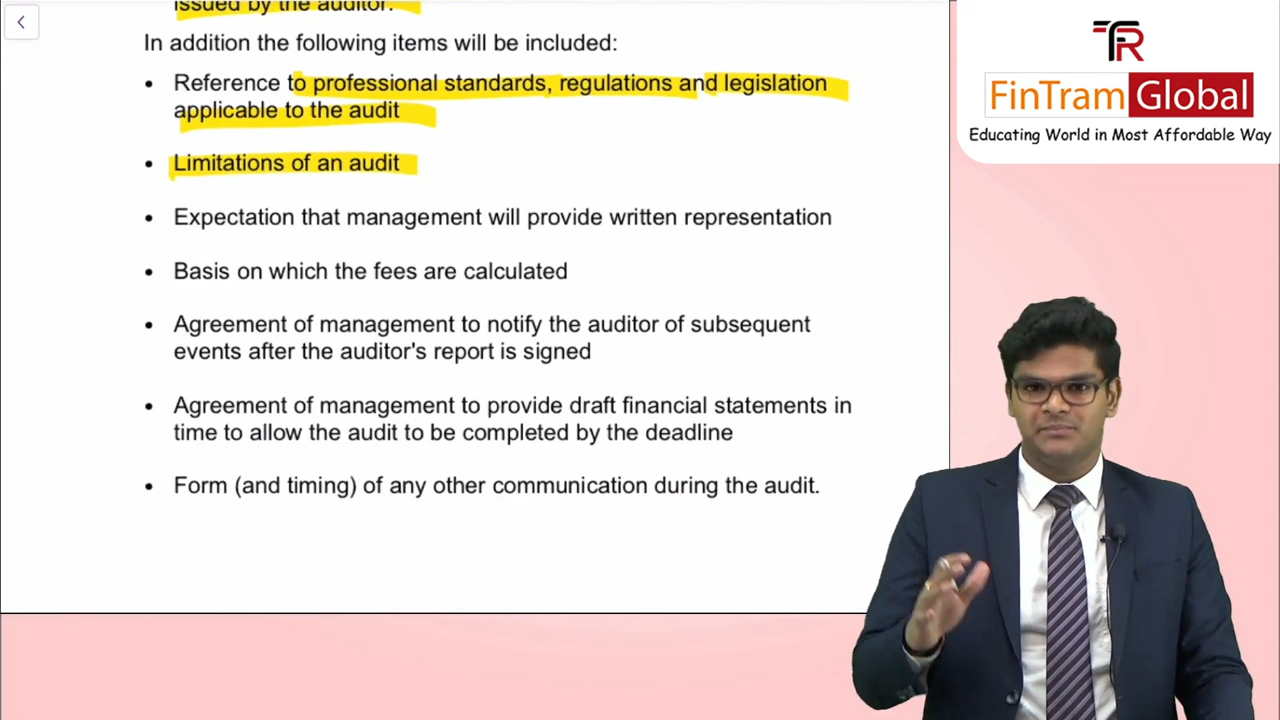 issued by the auditor.
In addition the following items will be included:
• Reference to professional standards, regulations and legislation
applicable to the audit
• Limitations of an audit
• Expectation that management will provide written representation
• Basis on which the fees are calculated
• Agreement of management to notify the auditor of subsequent
events after the auditor's report is signed
• Agreement of management to provide draft financial statements in
time to allow the audit to be completed by the deadline
• Form (and timing) of any other communication during the audit.
FinTram Global
Educating World in Most Affordable Way